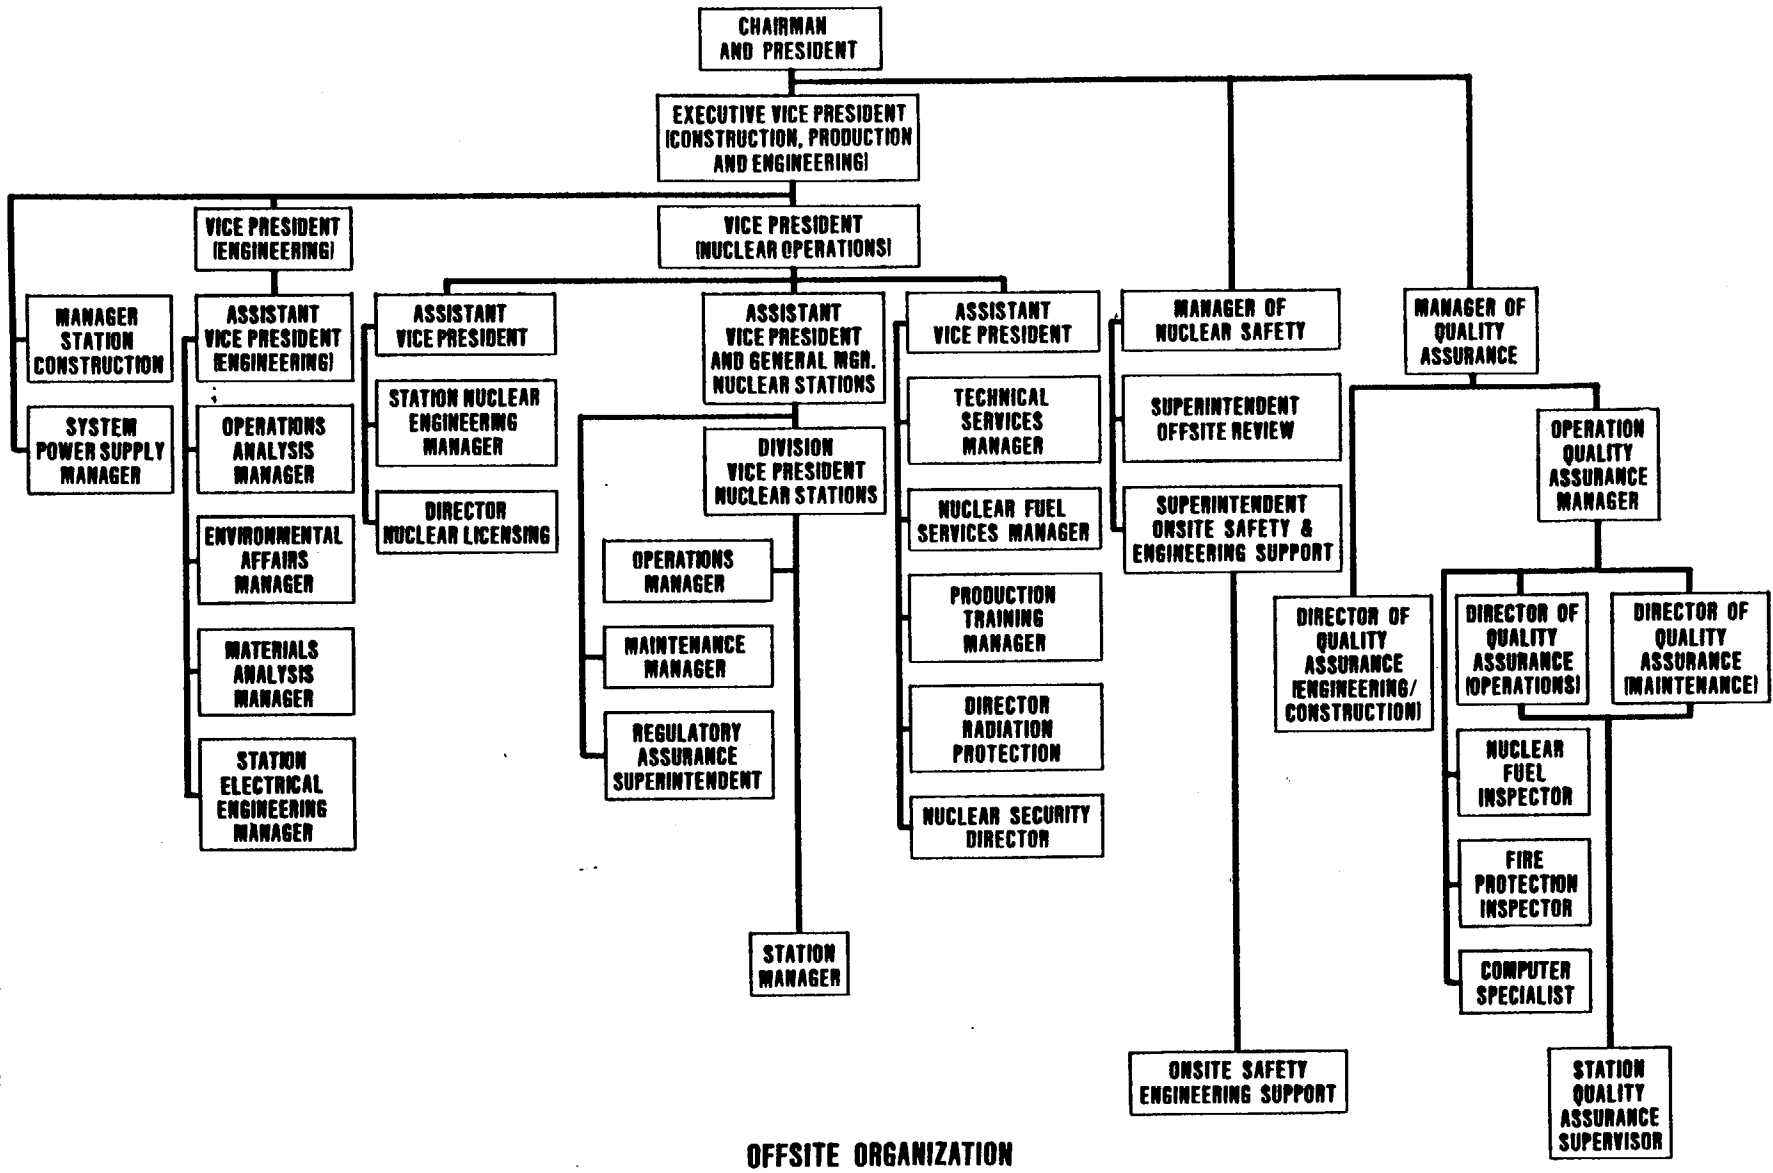 CHAIRMAN
AND PRESIDENT
EXECUTIVE VICE PRESIDENT
(CONSTRUCTION, PRODUCTION
AND ENGINEERING)
VICE PRESIDENT
(ENGINEERING)
VICE PRESIDENT
(NUCLEAR OPERATIONS)
MANAGER
STATION
CONSTRUCTION
SYSTEM
POWER SUPPLY
MANAGER
ASSISTANT
VICE PRESIDENT
(ENGINEERING)
OPERATIONS
ANALYSIS
MANAGER
ENVIRONMENTAL
AFFAIRS
MANAGER
MATERIALS
ANALYSIS
MANAGER
STATION
ELECTRICAL
ENGINEERING
MANAGER
ASSISTANT
VICE PRESIDENT
STATION NUCLEAR
ENGINEERING
MANAGER
DIRECTOR
NUCLEAR LICENSING
ASSISTANT
VICE PRESIDENT
AND GENERAL MGR.
NUCLEAR STATIONS
DIVISION
VICE PRESIDENT
NUCLEAR STATIONS
OPERATIONS
MANAGER
MAINTENANCE
MANAGER
REGULATORY
ASSURANCE
SUPERINTENDENT
STATION
MANAGER
ASSISTANT
VICE PRESIDENT
TECHNICAL
SERVICES
MANAGER
NUCLEAR FUEL
SERVICES MANAGER
PRODUCTION
TRAINING
MANAGER
DIRECTOR
RADIATION
PROTECTION
NUCLEAR SECURITY
DIRECTOR
MANAGER OF
NUCLEAR SAFETY
SUPERINTENDENT
OFFSITE REVIEW
SUPERINTENDENT
ONSITE SAFETY &
ENGINEERING SUPPORT
ONSITE SAFETY
ENGINEERING SUPPORT
MANAGER OF
QUALITY
ASSURANCE
DIRECTOR OF
QUALITY
ASSURANCE
(ENGINEERING/
CONSTRUCTION)
OPERATION
QUALITY
ASSURANCE
MANAGER
DIRECTOR OF
QUALITY
ASSURANCE
(OPERATIONS)
DIRECTOR OF
QUALITY
ASSURANCE
(MAINTENANCE)
NUCLEAR
FUEL
INSPECTOR
FIRE
PROTECTION
INSPECTOR
COMPUTER
SPECIALIST
STATION
QUALITY
ASSURANCE
SUPERVISOR
OFFSITE ORGANIZATION